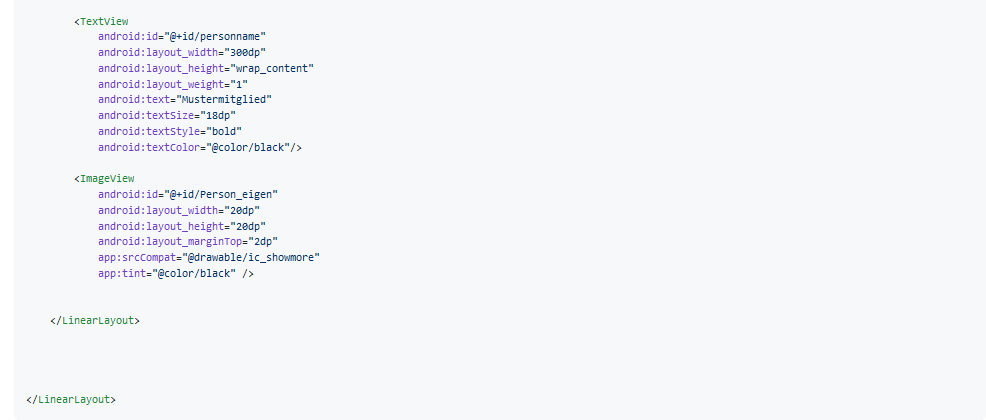 <TextView
android:id="@+id/personname"
android:layout_width="300dp"
android:layout_height="wrap_content"
android:layout_weight="1"
android:text="Mustermitglied"
android:textSize="18dp"
android:textStyle="bold"
android:textColor="@color/black"/>
<ImageView
android:id="@+id/Person_eigen"
android:layout_width="20dp"
android:layout_height="20dp"
android:layout_marginTop="2dp"
app:srcCompat="@drawable/ic_showmore"
app:tint="@color/black" />
</LinearLayout>
</LinearLayout>